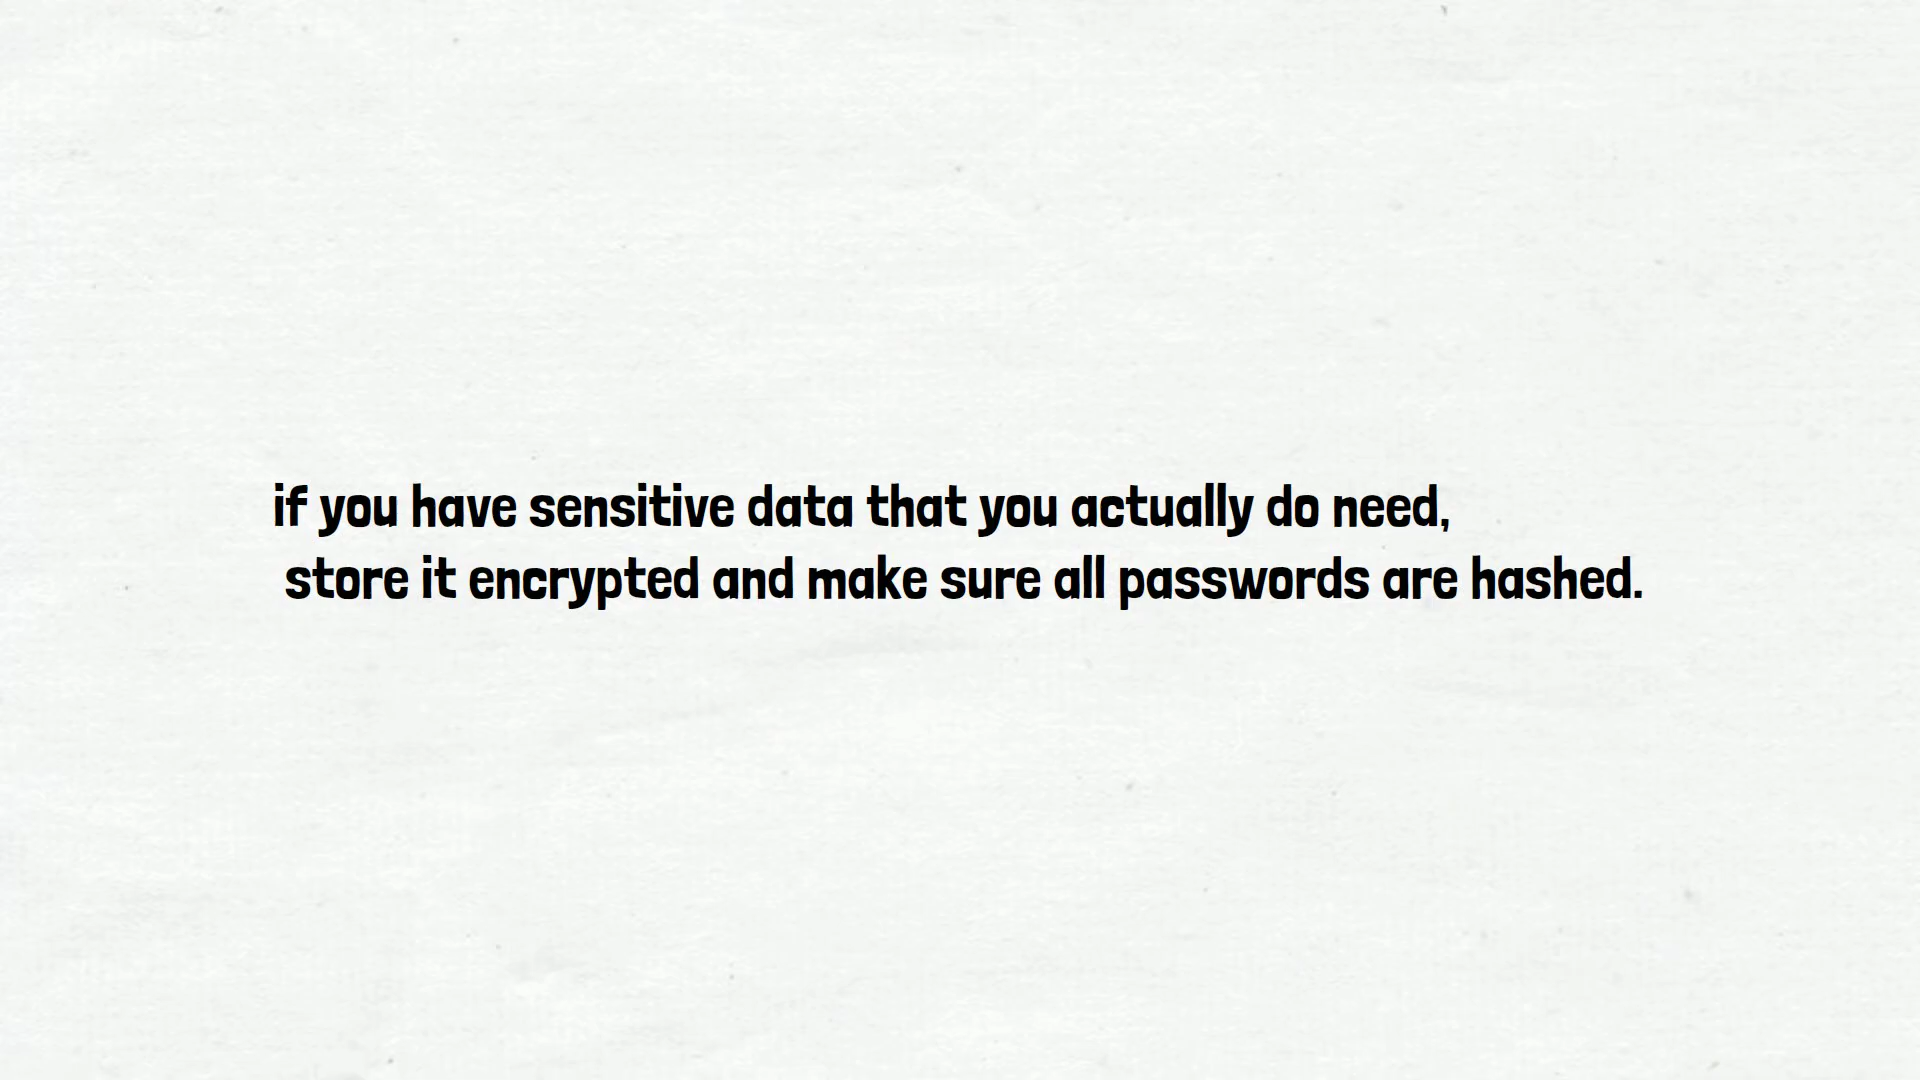 if you have sensitive data that you actually do need,
store it encrypted and make sure all passwords are hashed.